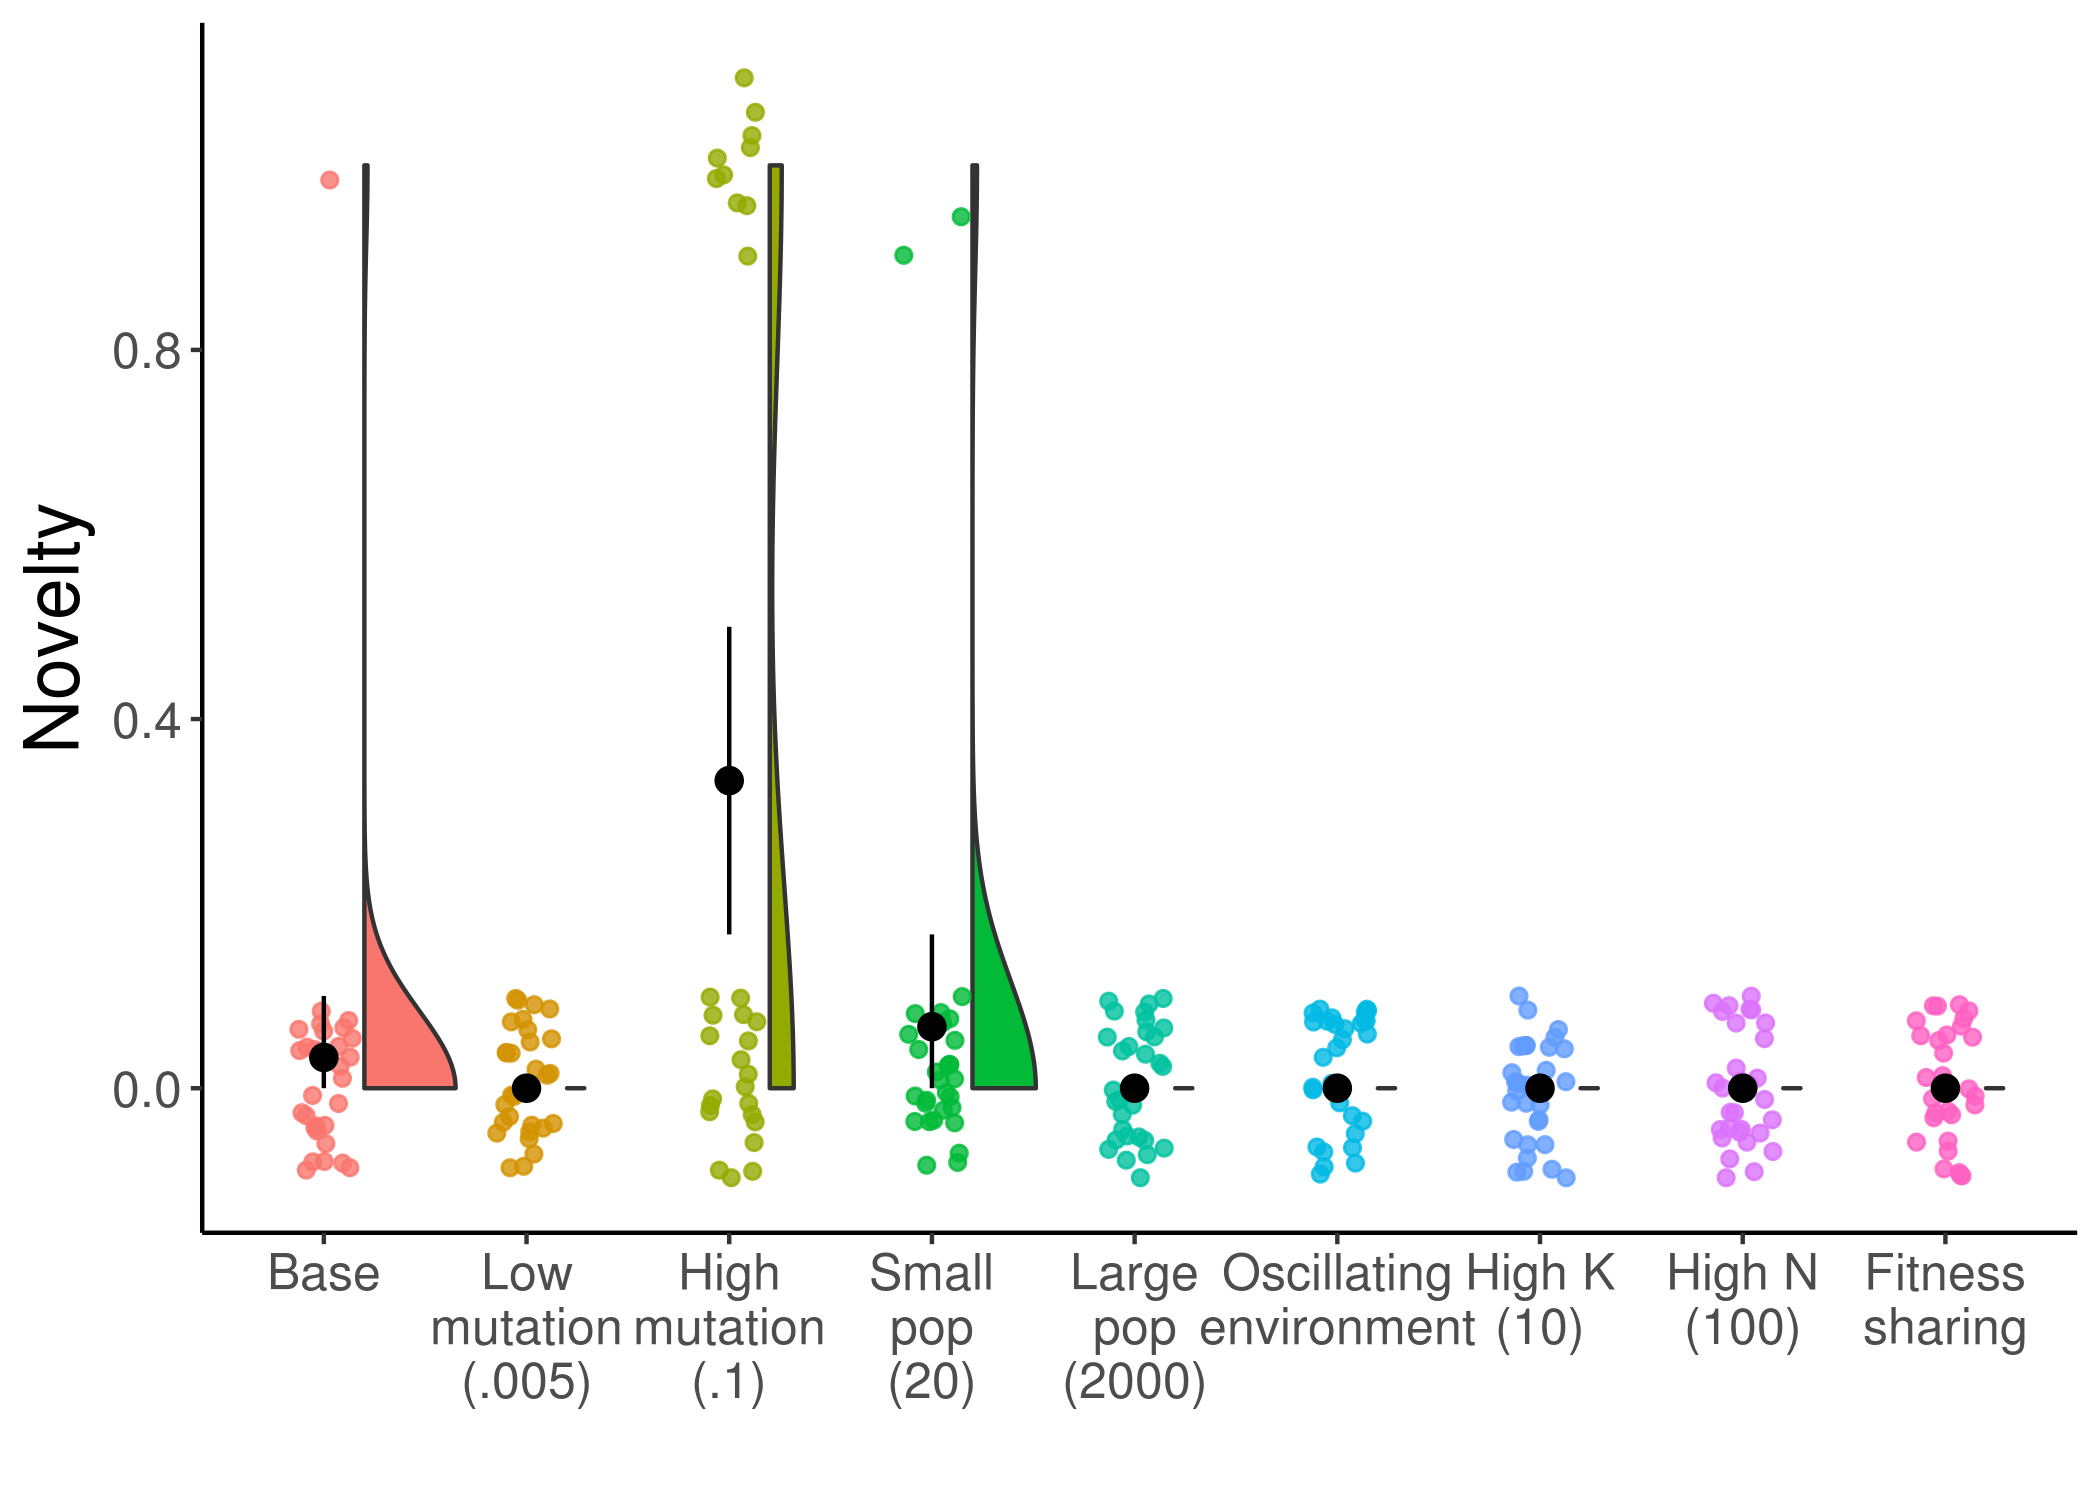 Novelty
0.8
0.4
0.0
Base
Low
mutation
(.005)
High
mutation
(.1)
Small
pop
(20)
Large
pop
(2000)
Oscillating
environment
High K
(10)
High N
(100)
Fitness
sharing